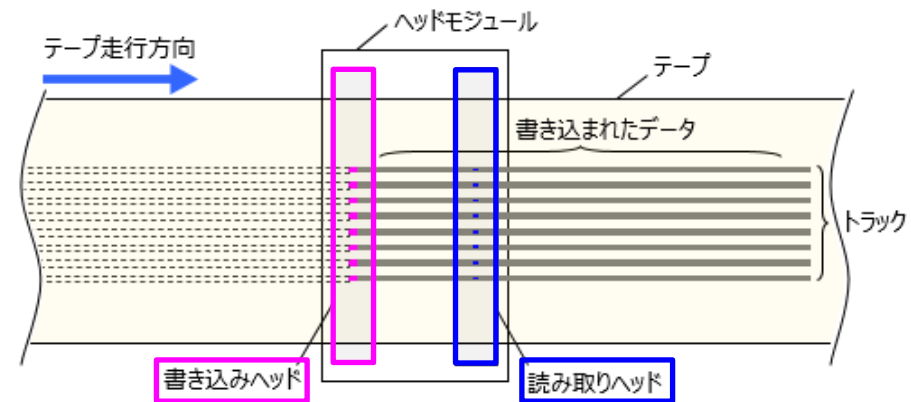 ヘッドモジュール
テープ走行方向
テープ
書き込まれたデータ
トラック
書き込みヘッド
読み取りヘッド